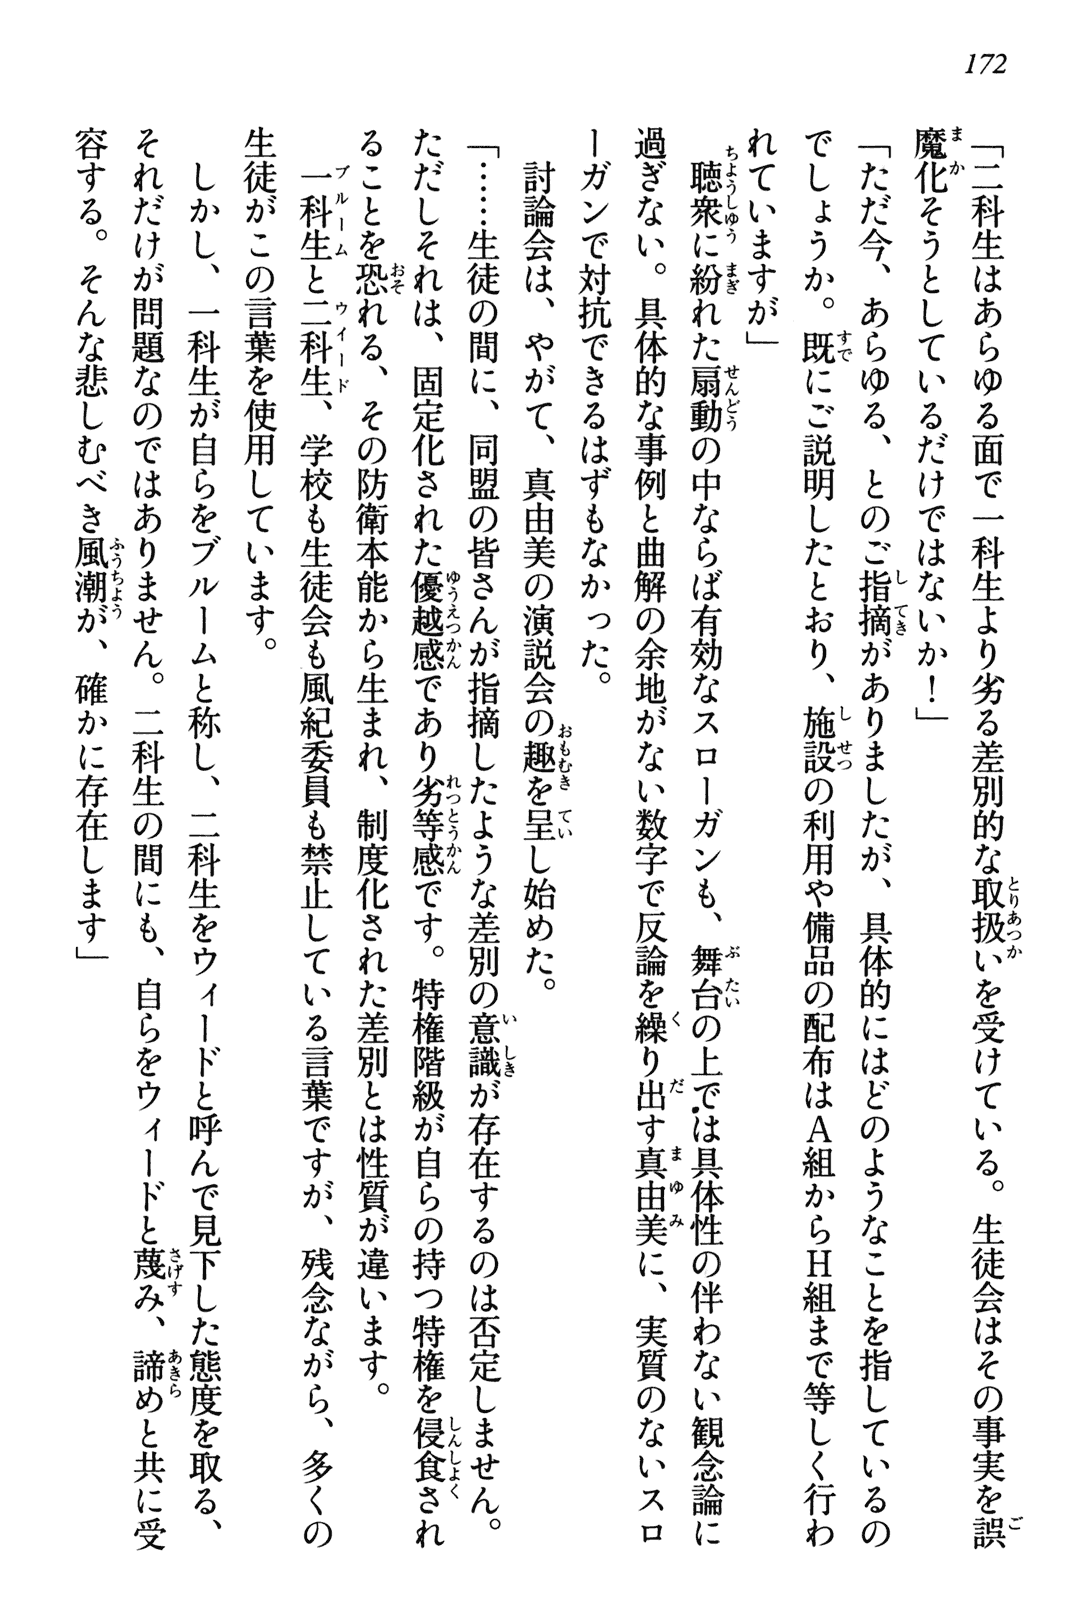 172
「二科生はあらゆる面で一科生より劣る差別的な取扱いを受けている。生徒会はその事実を誤
魔化そうとしているだけではないか！」
「ただ今、あらゆる、とのご指摘がありましたが、具体的にはどのようなことを指しているの
でしょうか。既にご説明したとおり、施設の利用や備品の配布はＡ組からＨ組まで等しく行わ
れていますが」
聴衆に紛れた扇動の中ならば有効なスローガンも、舞台の上では具体性の伴わない観念論に
過ぎない。具体的な事例と曲解の余地がない数字で反論を繰り出す真由美に、実質のないスロ
ーガンで対抗できるはずもなかった。
討論会は、やがて、真由美の演説会の趣を呈し始めた。
「……生徒の間に、同盟の皆さんが指摘したような差別の意識が存在するのは否定しません。
ただしそれは、固定化された優越感であり劣等感です。特権階級が自らの持つ特権を侵食され
ることを恐れる、その防衛本能から生まれ、制度化された差別とは性質が違います。
一科生と二科生、学校も生徒会も風紀委員も禁止している言葉ですが、残念ながら、多くの
生徒がこの言葉を使用しています。
しかし、一科生が自らをブルームと称し、二科生をウィードと呼んで見下した態度を取る、
それだけが問題なのではありません。二科生の間にも、自らをウィードと蔑み、諦めと共に受
容する。そんな悲しむべき風潮が、確かに存在します」